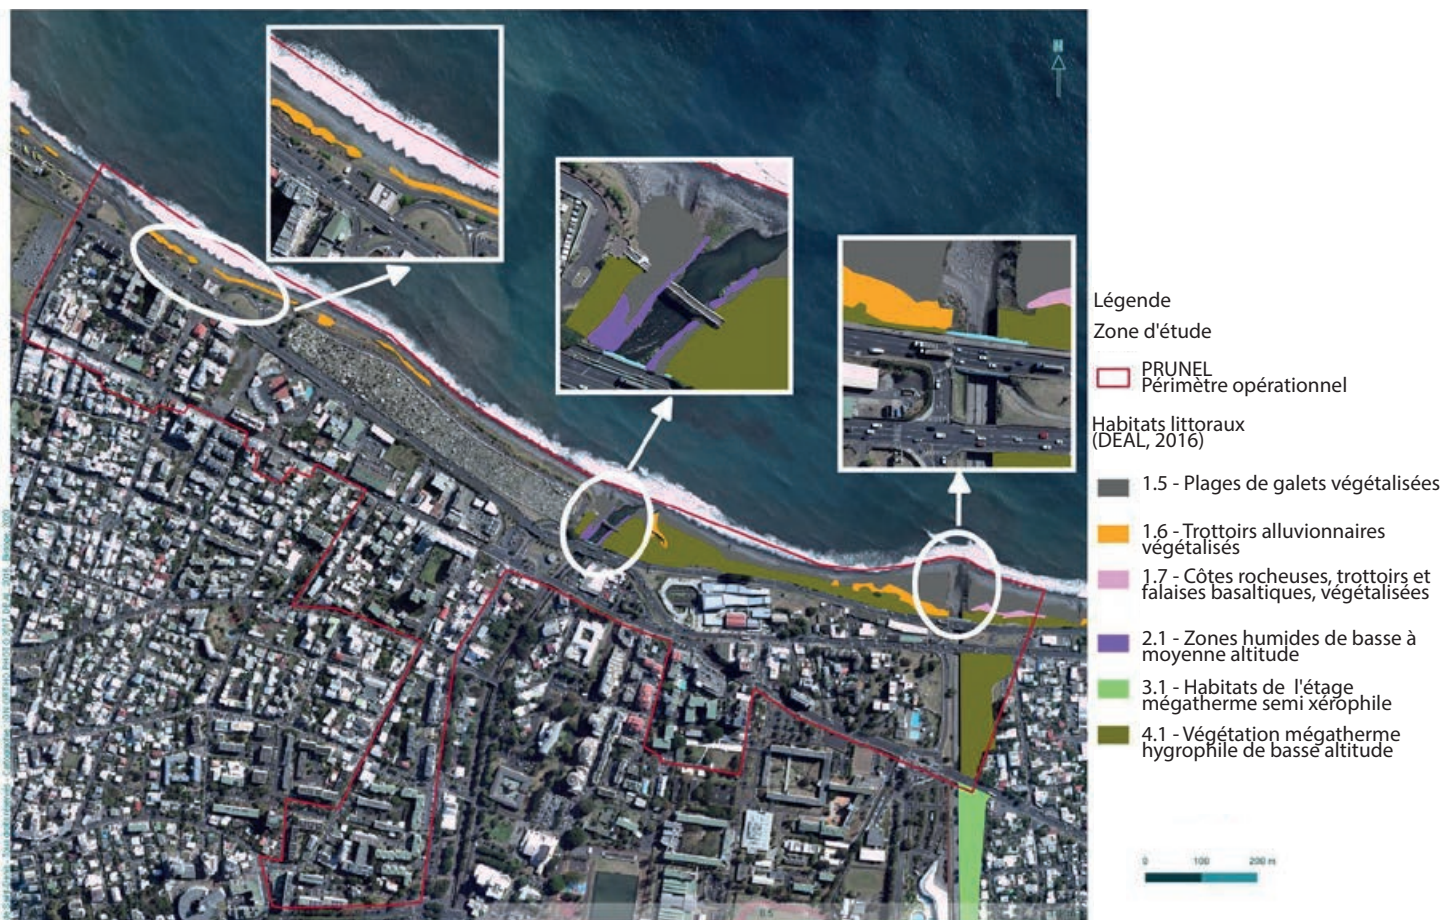 N
Légende
Zone d'étude
PRUNEL
Périmètre opérationnel
Habitats littoraux
(DEAL, 2016)
1.5 - Plages de galets végétalisées
1.6 - Trottoirs alluvionnaires
végétalisés
1.7 - Côtes rocheuses, trottoirs et
falaises basaltiques, végétalisées
2.1 - Zones humides de basse à
moyenne altitude
3.1 - Habitats de l'étage
mégatherme semi xérophile
4.1 - Végétation mégatherme
hygrophile de basse altitude
0 100 200 m